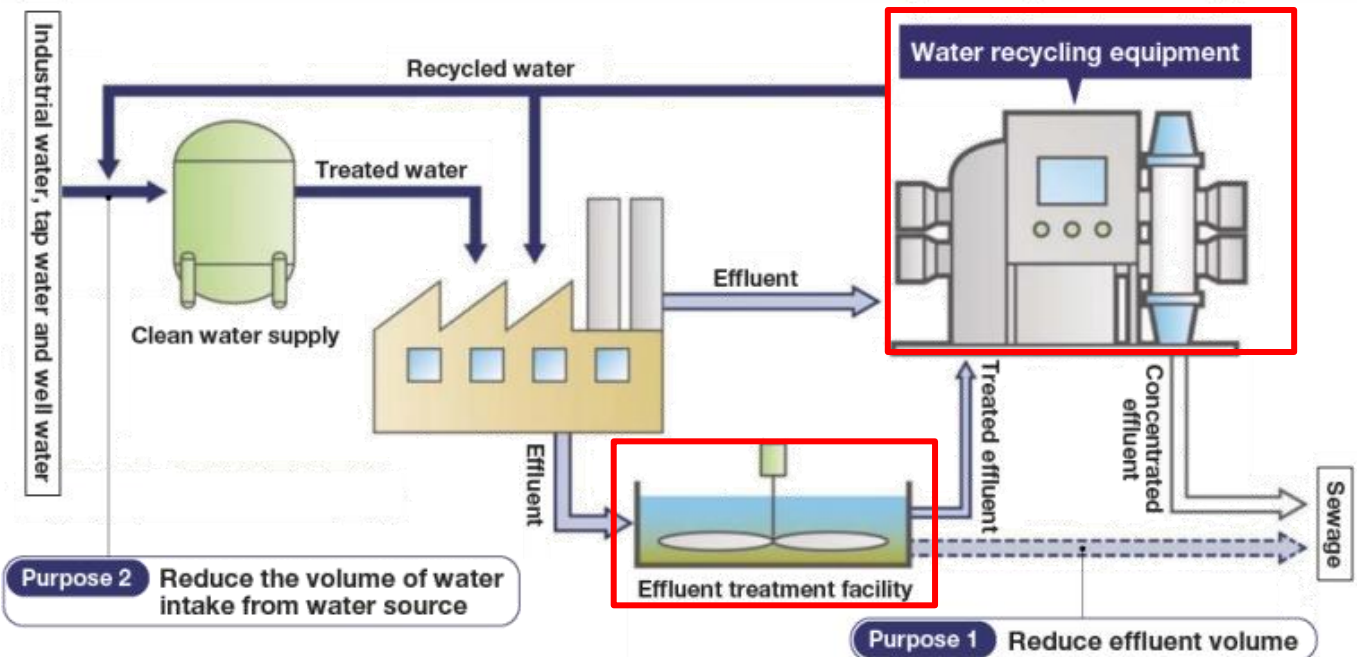 Industrial water, tap water and well water
Recycled water
Water recycling equipment
Treated water
Clean water supply
Effluent
Effluent
Treated effluent
Concentrated
effluent
Sewage
Effluent treatment facility
Purpose 2 Reduce the volume of water
intake from water source
Purpose 1 Reduce effluent volume